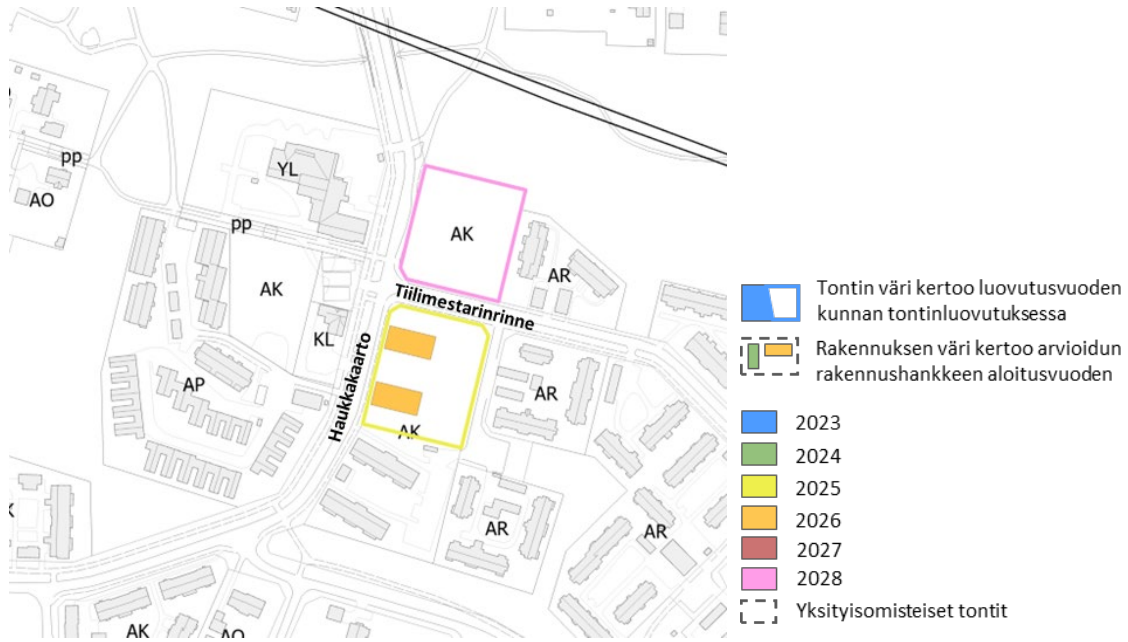 pp
AO
YL
pp
AK
AK
AR
Tiilimestarinrinne
KL
Haukkakaarto
AP
AR
AK
AR
AR
AK
AO
Tontin väri kertoo luovutusvuoden
kunnan tontinluovutuksessa
Rakennuksen väri kertoo arvioidun
rakennushankkeen aloitusvuoden
2023
2024
2025
2026
2027
2028
Yksityisomisteiset tontit